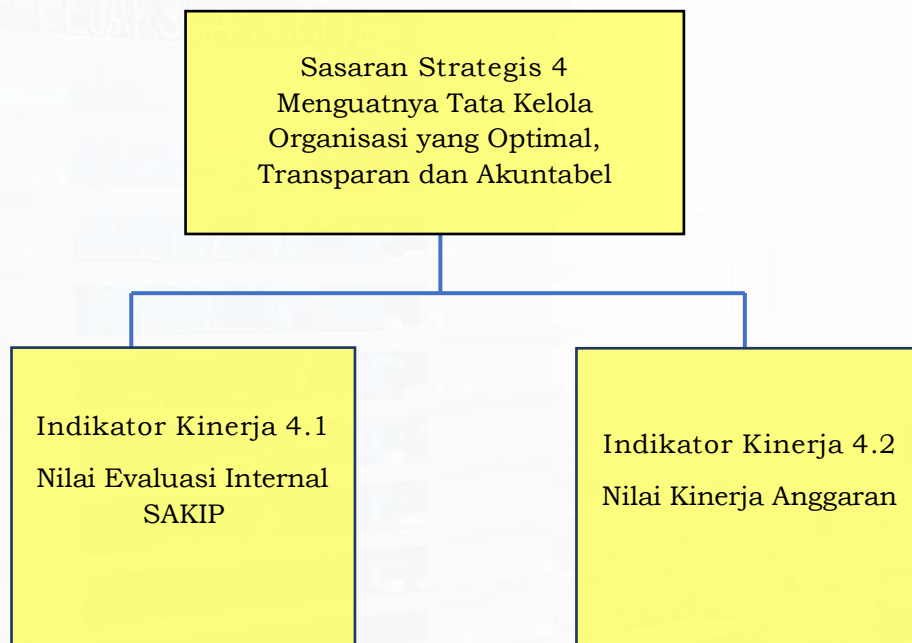 Sasaran Strategis 4
Menguatnya Tata Kelola
Organisasi yang Optimal,
Transparan dan Akuntabel
Indikator Kinerja 4.1
Nilai Evaluasi Internal
SAKIP
Indikator Kinerja 4.2
Nilai Kinerja Anggaran